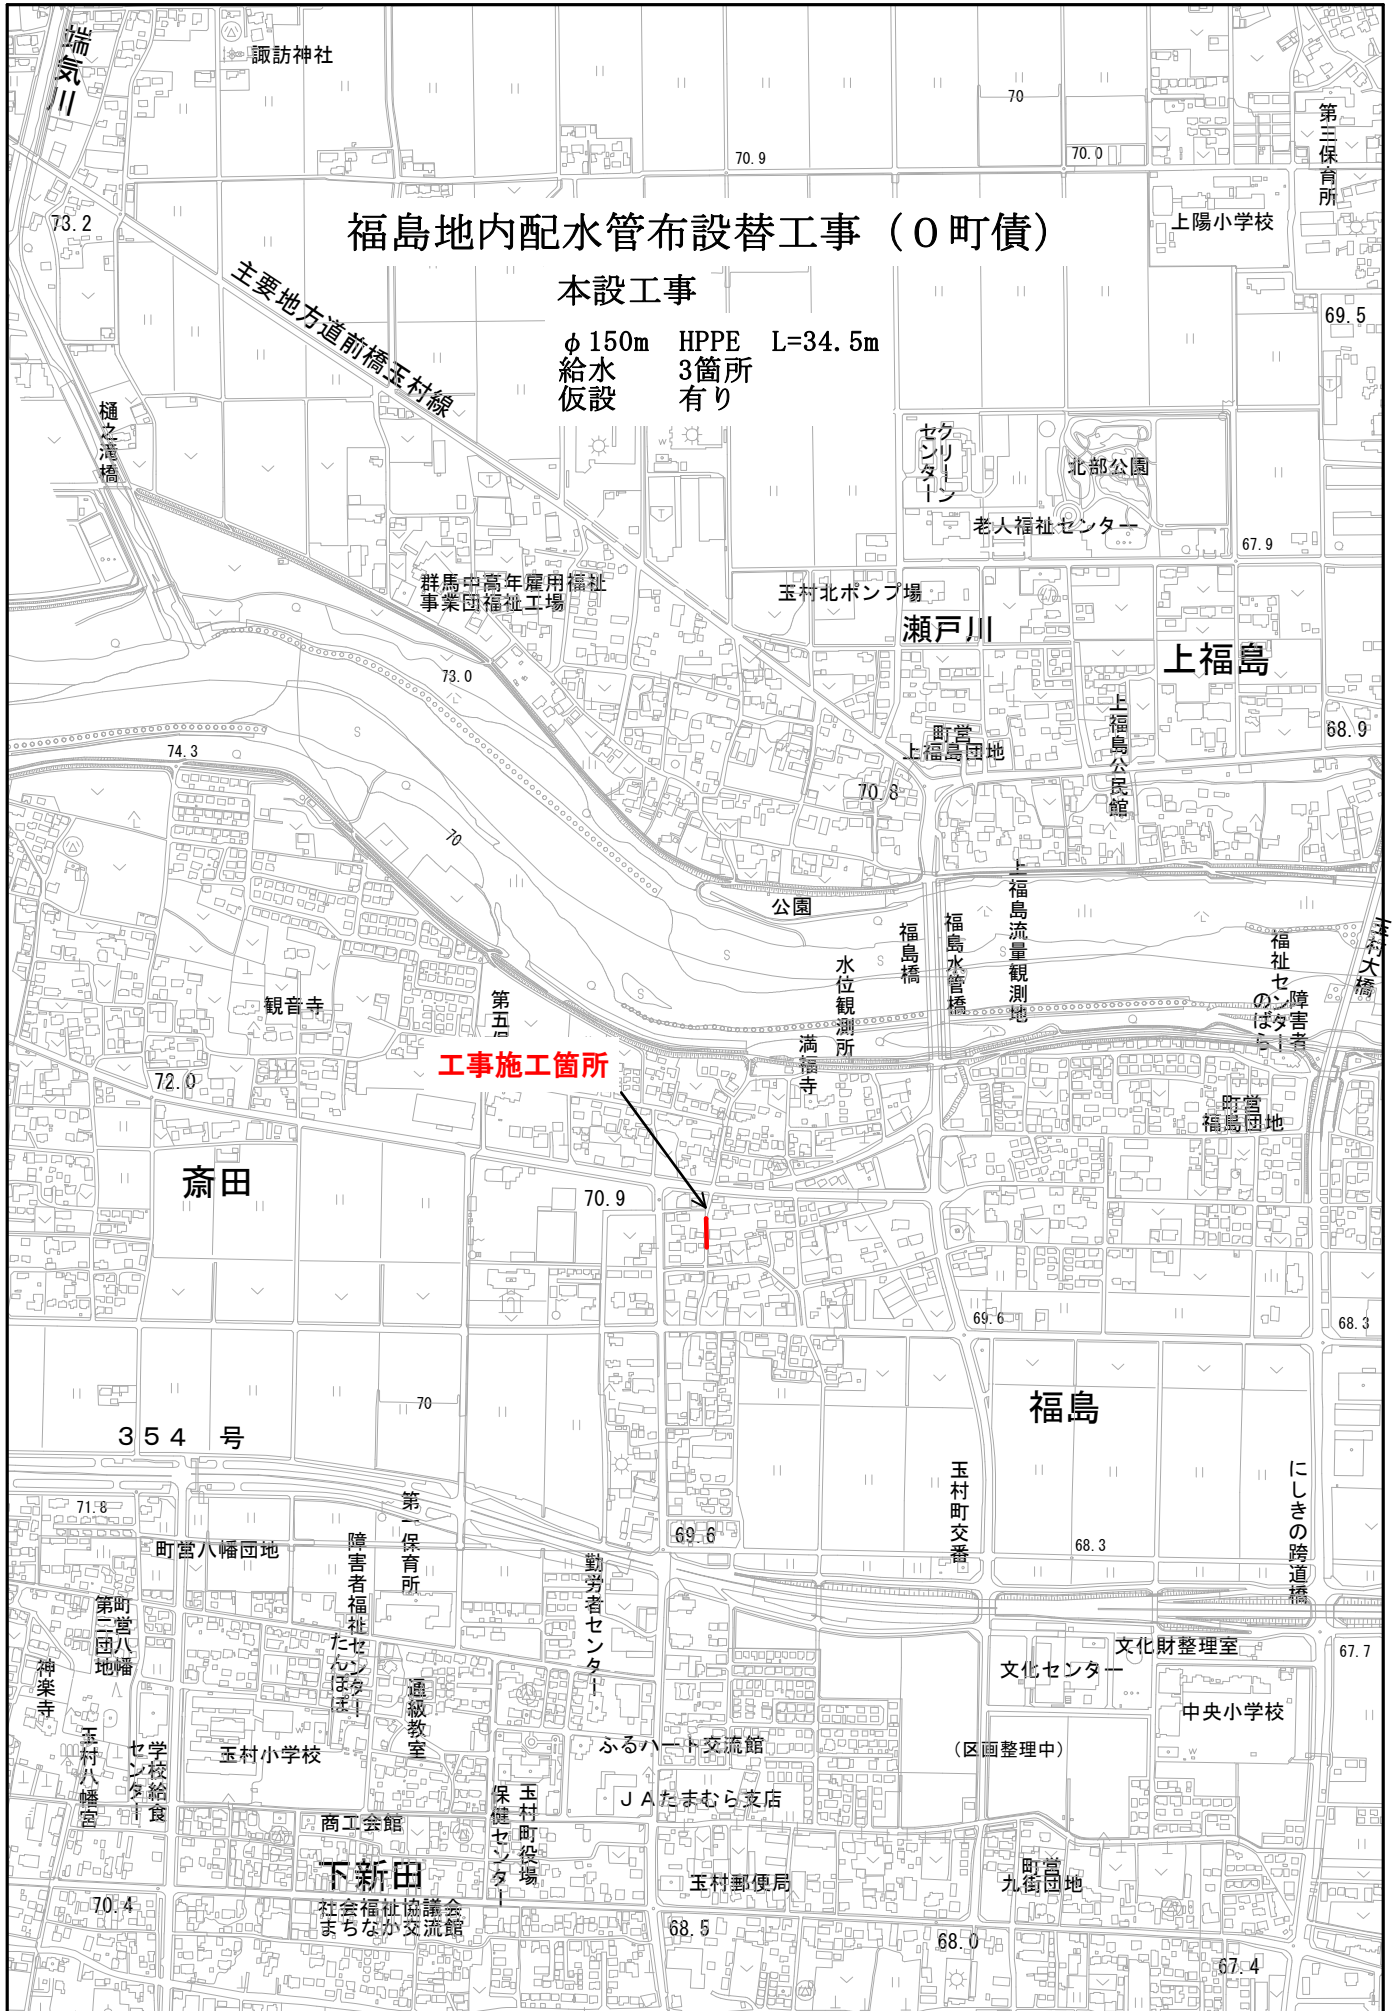 端気川
諏訪神社
70
第三保育所
70.9
70.0
73.2
上陽小学校
福島地内配水管布設替工事（０町債）
主要地方道前橋玉村線
本設工事
69.5
φ150m HPPE L=34.5m
給水 3箇所
仮設 有り
樋之滝橋
クリーン
センター
北部公園
老人福祉センター
67.9
群馬中高年雇用福祉
事業団福祉工場
玉村北ポンプ場
瀬戸川
上福島
73.0
上福島公民館
町営
上福島団地
68.9
74.3
70.8
70
公園
上福島流量観測地
福島橋
福島水管橋
玉村大橋
水位観測所
障害者
福祉センター
のばら
観音寺
第五保
満福寺
工事施工箇所
72.0
町営
福島団地
斎田
70.9
69.6
68.3
70
福島
３５４ 号
玉村町交番
にしきの跨道橋
71.8
第一保育所
69.6
68.3
町営八幡団地
障害者福祉センター
たんぽぽ
勤労者センター
町営八幡
第二団地
文化財整理室
67.7
神楽寺
文化センター
通級教室
中央小学校
玉村八幡宮
学校給食
センター
玉村小学校
ふるハート交流館
（区画整理中）
玉村町役場
保健センター
ＪＡたまむら支店
商工会館
下新田
玉村郵便局
町営
九街団地
70.4
社会福祉協議会
まちなか交流館
68.5
68.0
67.4